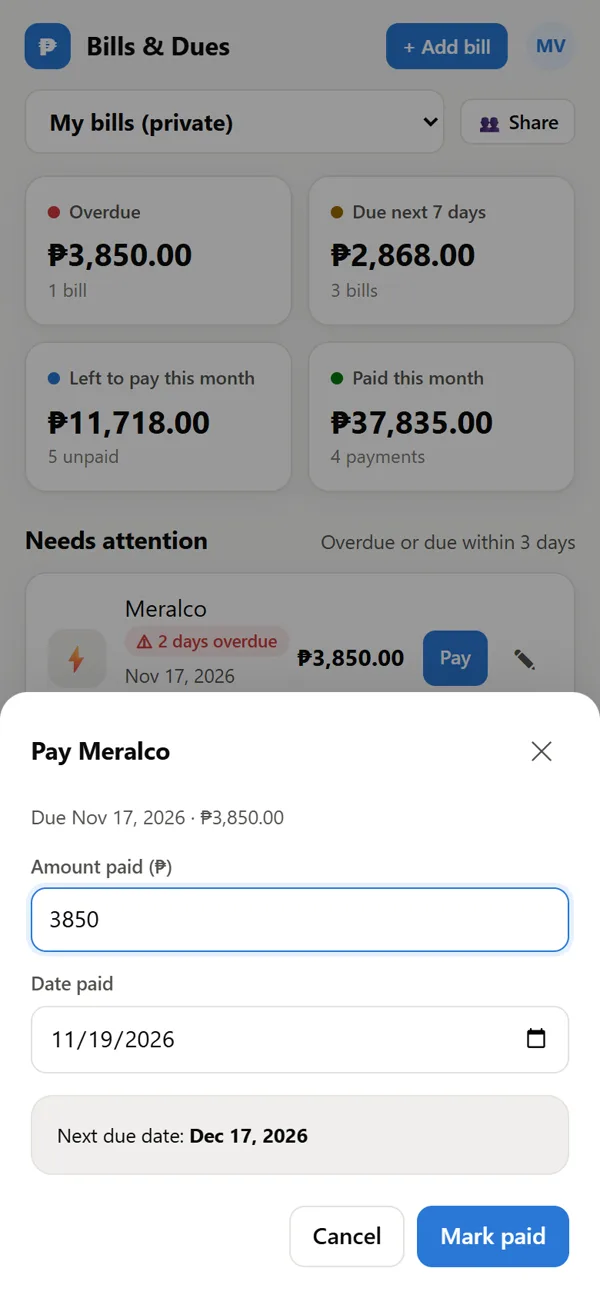 ₱ Bills & Dues + Add bill MV
My bills (private) Share
Overdue
₱3,850.00
1 bill
Due next 7 days
₱2,868.00
3 bills
Left to pay this month
₱11,718.00
5 unpaid
Paid this month
₱37,835.00
4 payments
Needs attention Overdue or due within 3 days
Meralco
⚠ 2 days overdue
Nov 17, 2026
₱3,850.00 Pay
Pay Meralco
Due Nov 17, 2026 · ₱3,850.00
Amount paid (₱)
3850
Date paid
11/19/2026
Next due date: Dec 17, 2026
Cancel Mark paid